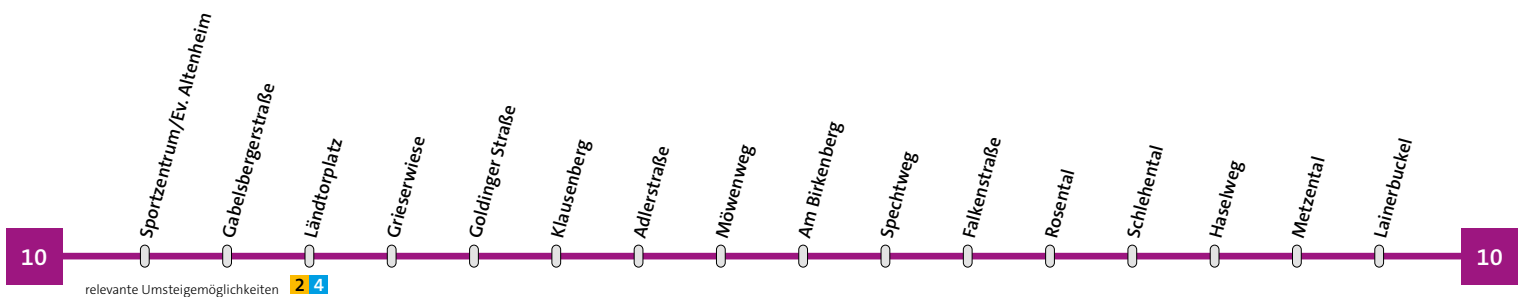 Sportzentrum/Ev. Altenheim
Gabelsbergerstraße
Ländtorplatz
Grieserwiese
Goldinger Straße
Klausenberg
Adlerstraße
Möwenweg
Am Birkenberg
Spechtweg
Falkenstraße
Rosental
Schlehental
Haselweg
Metzental
Lainerbuckel
10
10
relevante Umsteigemöglichkeiten 2 4